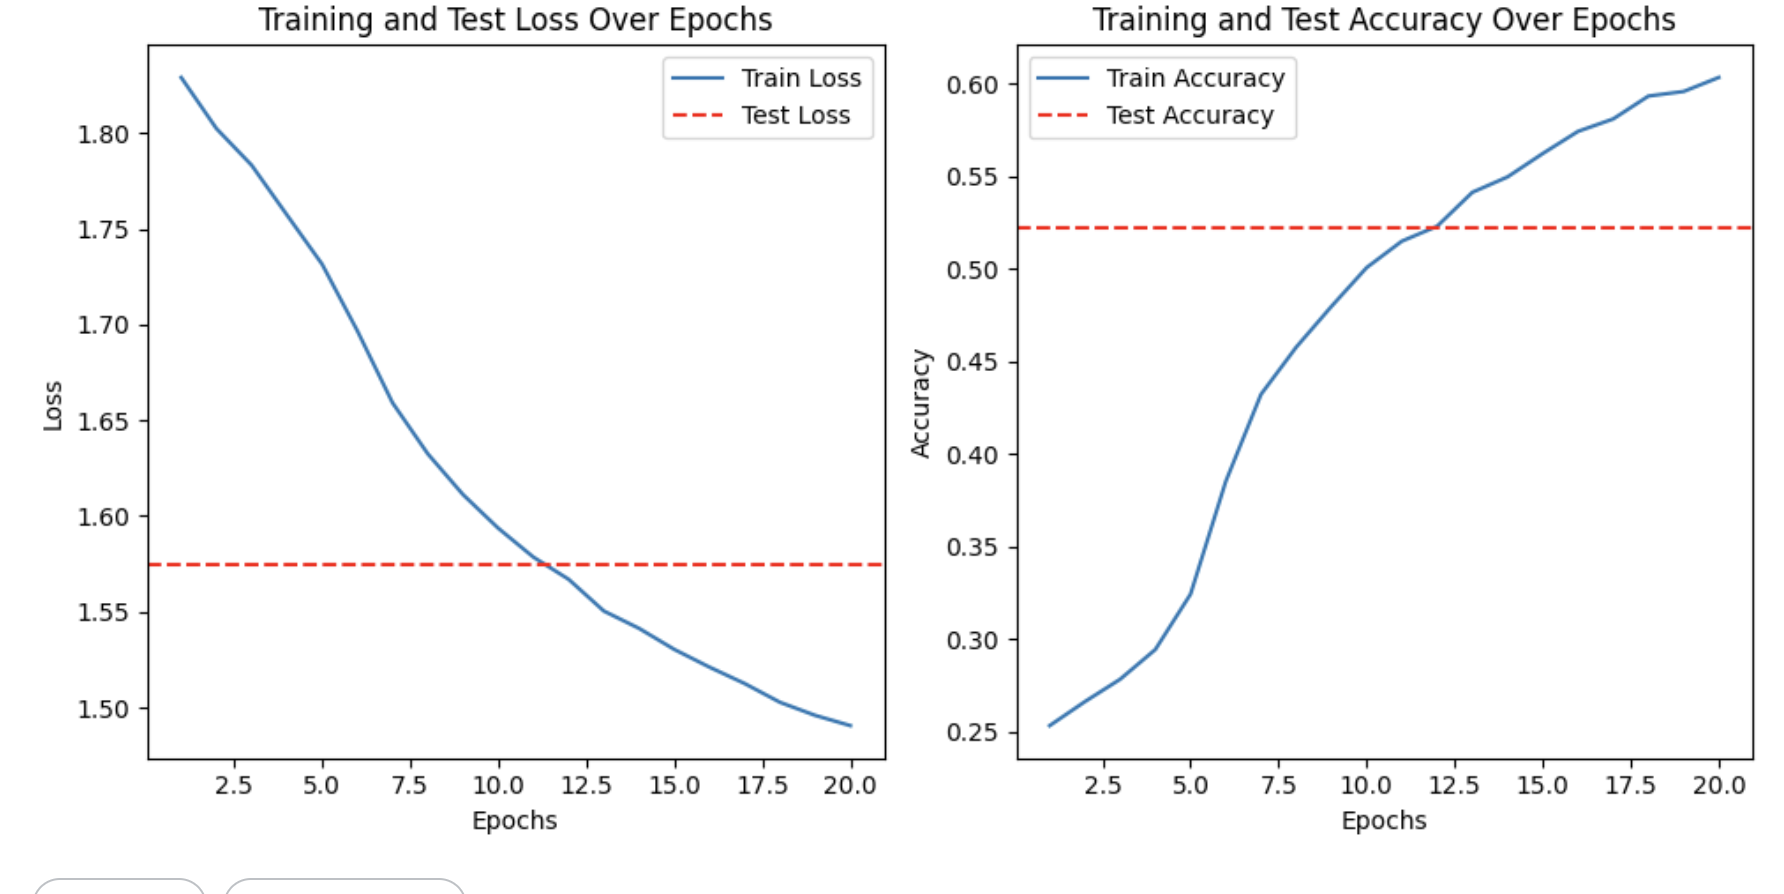 Training and Test Loss Over Epochs
Train Loss
Test Loss
1.80
1.75
1.70
1.65
1.60
1.55
1.50
Loss
2.5 5.0 7.5 10.0 12.5 15.0 17.5 20.0
Epochs
Training and Test Accuracy Over Epochs
Train Accuracy
Test Accuracy
0.60
0.55
0.50
0.45
0.40
0.35
0.30
0.25
Accuracy
2.5 5.0 7.5 10.0 12.5 15.0 17.5 20.0
Epochs